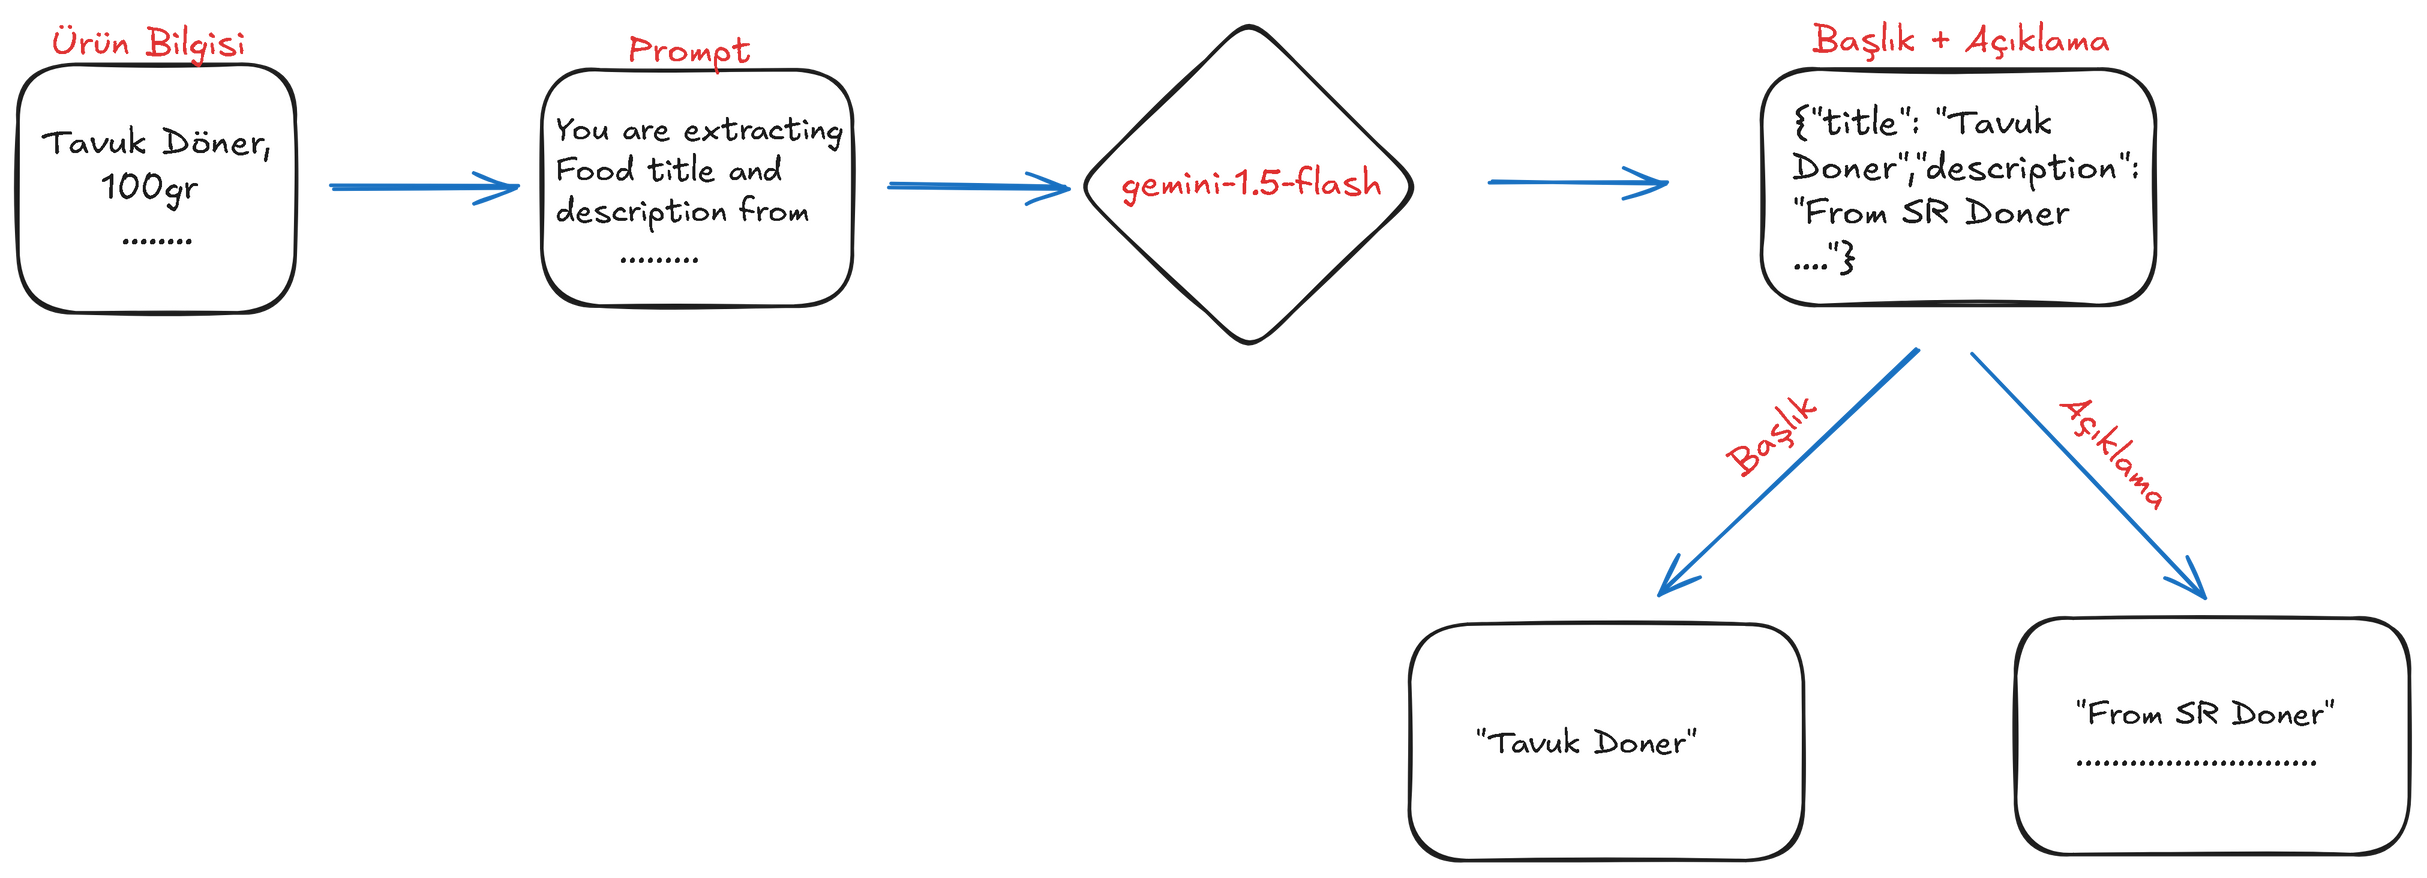 Ürün Bilgisi
Tavuk Döner,
100gr
........
Prompt
You are extracting
Food title and
description from
.........
gemini-1.5-flash
Başlık + Açıklama
{"title": "Tavuk
Doner","description":
"From SR Doner
...."}
Başlık
Açıklama
"Tavuk Doner"
"From SR Doner"
...........................